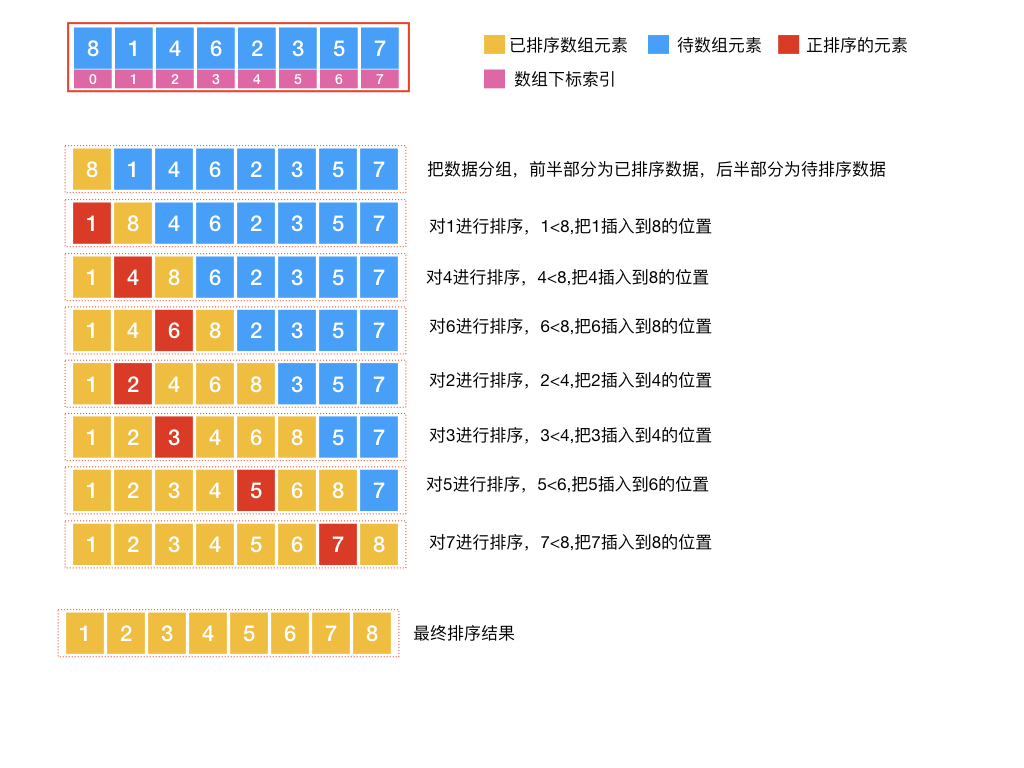 8 1 4 6 2 3 5 7
0 1 2 3 4 5 6 7
已排序数组元素 待数组元素 正排序的元素
数组下标索引
8 1 4 6 2 3 5 7 把数据分组，前半部分为已排序数据，后半部分为待排序数据
1 8 4 6 2 3 5 7 对1进行排序，1<8,把1插入到8的位置
1 4 8 6 2 3 5 7 对4进行排序，4<8,把4插入到8的位置
1 4 6 8 2 3 5 7 对6进行排序，6<8,把6插入到8的位置
1 2 4 6 8 3 5 7 对2进行排序，2<4,把2插入到4的位置
1 2 3 4 6 8 5 7 对3进行排序，3<4,把3插入到4的位置
1 2 3 4 5 6 8 7 对5进行排序，5<6,把5插入到6的位置
1 2 3 4 5 6 7 8 对7进行排序，7<8,把7插入到8的位置
1 2 3 4 5 6 7 8 最终排序结果